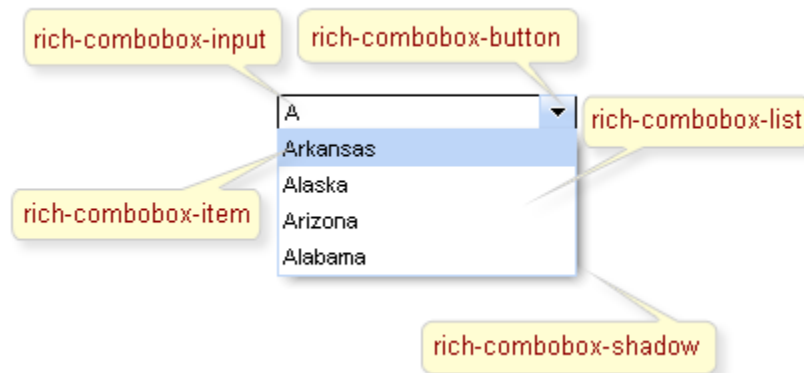 rich-combobox-input
rich-combobox-button
A
rich-combobox-list
Arkansas
Alaska
rich-combobox-item
Arizona
Alabama
rich-combobox-shadow